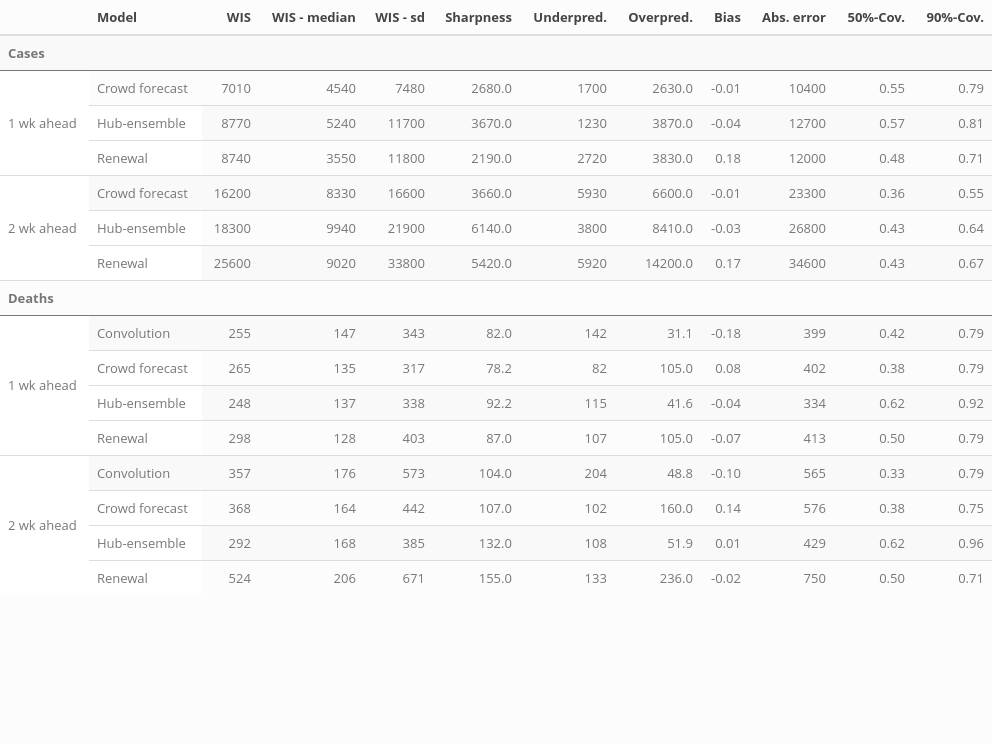 Model WIS WIS - median WIS - sd Sharpness Underpred. Overpred. Bias Abs. error 50%-Cov. 90%-Cov.
Cases
1 wk ahead Crowd forecast 7010 4540 7480 2680.0 1700 2630.0 -0.01 10400 0.55 0.79
Hub-ensemble 8770 5240 11700 3670.0 1230 3870.0 -0.04 12700 0.57 0.81
Renewal 8740 3550 11800 2190.0 2720 3830.0 0.18 12000 0.48 0.71
2 wk ahead Crowd forecast 16200 8330 16600 3660.0 5930 6600.0 -0.01 23300 0.36 0.55
Hub-ensemble 18300 9940 21900 6140.0 3800 8410.0 -0.03 26800 0.43 0.64
Renewal 25600 9020 33800 5420.0 5920 14200.0 0.17 34600 0.43 0.67
Deaths
1 wk ahead Convolution 255 147 343 82.0 142 31.1 -0.18 399 0.42 0.79
Crowd forecast 265 135 317 78.2 82 105.0 0.08 402 0.38 0.79
Hub-ensemble 248 137 338 92.2 115 41.6 -0.04 334 0.62 0.92
Renewal 298 128 403 87.0 107 105.0 -0.07 413 0.50 0.79
2 wk ahead Convolution 357 176 573 104.0 204 48.8 -0.10 565 0.33 0.79
Crowd forecast 368 164 442 107.0 102 160.0 0.14 576 0.38 0.75
Hub-ensemble 292 168 385 132.0 108 51.9 0.01 429 0.62 0.96
Renewal 524 206 671 155.0 133 236.0 -0.02 750 0.50 0.71